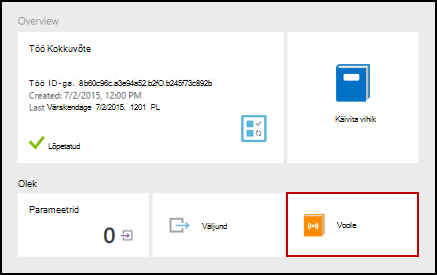 Overview
Töö Kokkuvõte
Töö ID-ga. 8b60c96c.a3e94a52.b2fO.b245f73c892b
Created: 7/2/2015, 12:00 PM
Last Värskendage 7/2/2015. 1201 PL
Lõpetatud
Käivita vihik
Olek
Parameetrid
0
Väljund
Voole